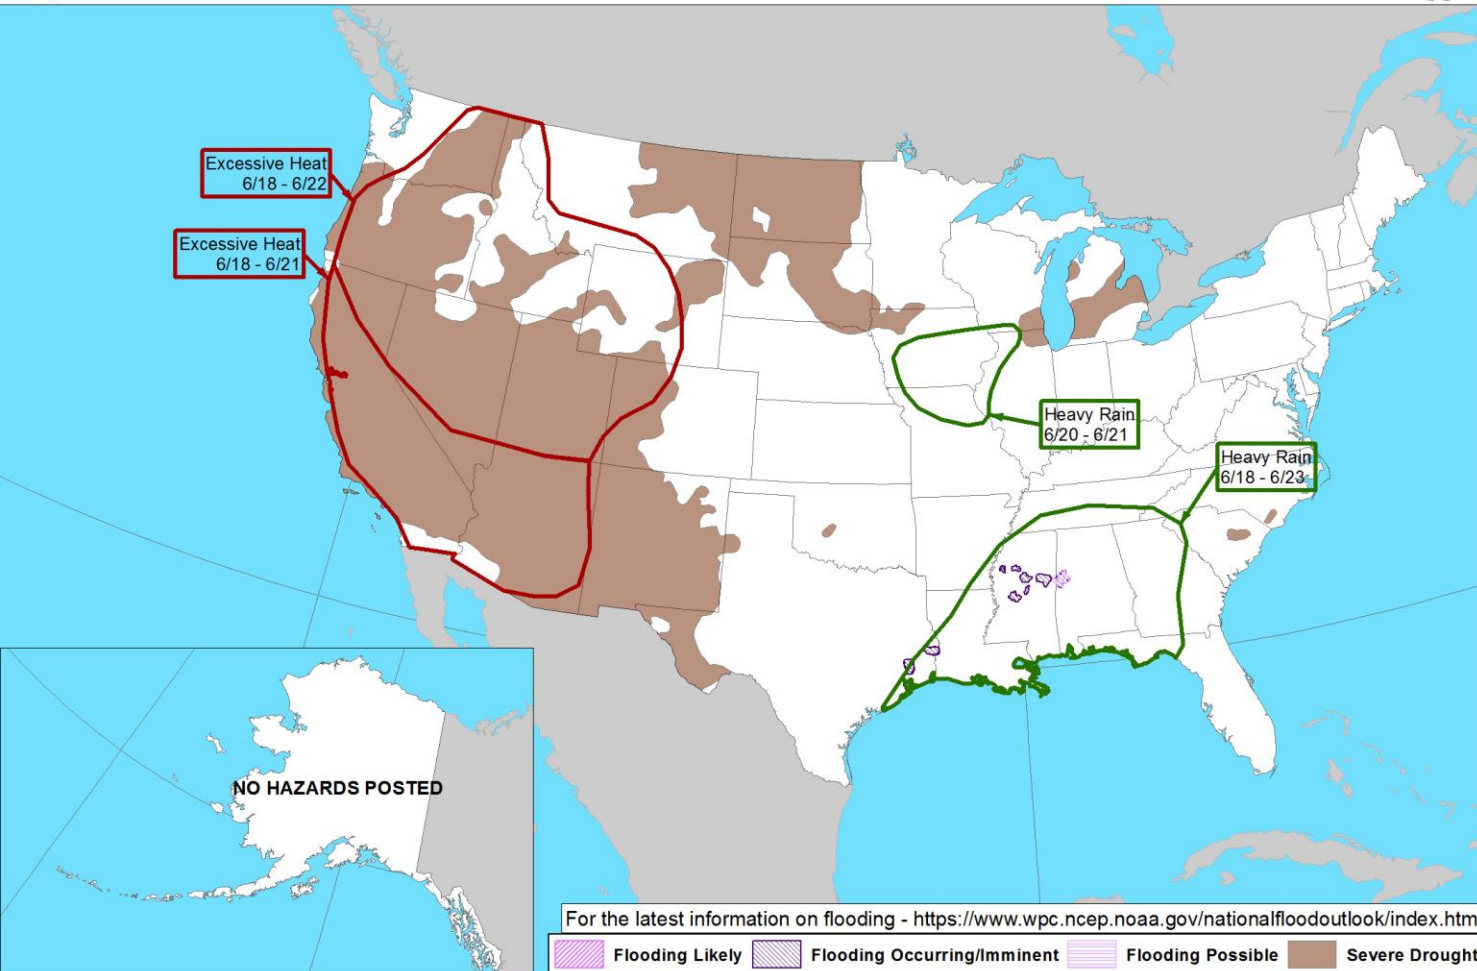 Excessive Heat
6/18 - 6/22
Excessive Heat
6/18 - 6/21
Heavy Rain
6/20 - 6/21
Heavy Rain
6/18 - 6/23
NO HAZARDS POSTED
For the latest information on flooding - https://www.wpc.ncep.noaa.gov/nationalfloodoutlook/index.htm
Flooding Likely
Flooding Occurring/Imminent
Flooding Possible
Severe Drought